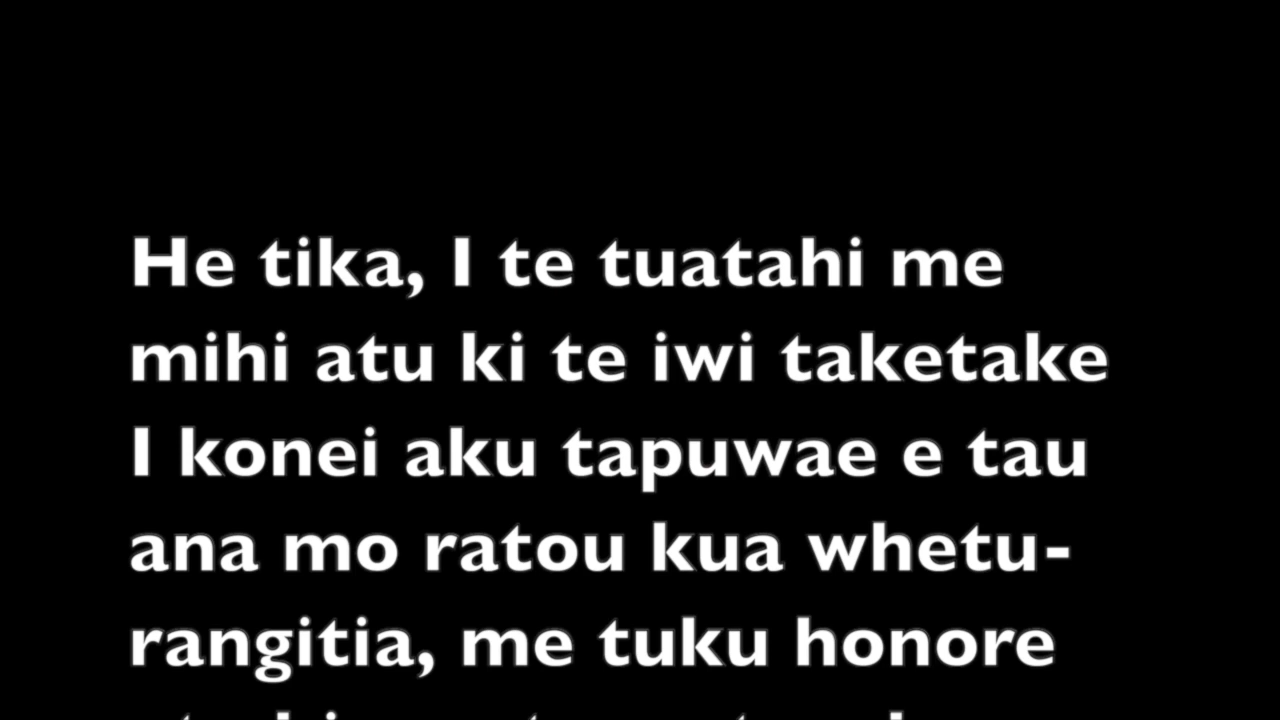 He tika, I te tuatahi me
mihi atu ki te iwi taketake
I konei aku tapuwae e tau
ana mo ratou kua whetu-
rangitia, me tuku honore